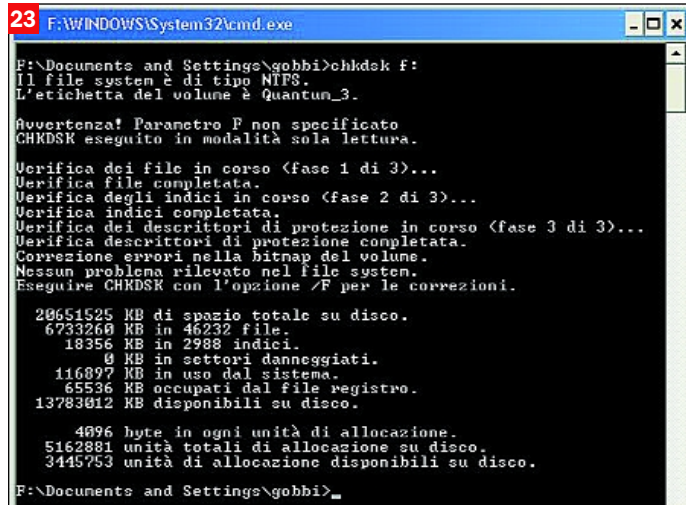 23 F:\WINDOWS\System32\cmd.exe
F:\Documents and Settings\gobbi>chkdsk f:
Il file system è di tipo NTFS.
L'etichetta del volume è Quantum_3.
Avvertenza! Parametro F non specificato
CHKDSK eseguito in modalità sola lettura.
Verifica dei file in corso (fase 1 di 3)...
Verifica file completata.
Verifica degli indici in corso (fase 2 di 3)...
Verifica indici completata.
Verifica dei descrittori di protezione in corso (fase 3 di 3)...
Verifica descrittori di protezione completata.
Correzione errori nella bitmap del volume.
Nessun problema rilevato nel file system.
Eseguire CHKDSK con l'opzione /F per le correzioni.
20651525 KB di spazio totale su disco.
6733260 KB in 46232 file.
18356 KB in 2988 indici.
0 KB in settori danneggiati.
116897 KB in uso dal sistema.
65536 KB occupati dal file registro.
13783012 KB disponibili su disco.
4096 byte in ogni unità di allocazione.
5162881 unità totali di allocazione su disco.
3445753 unità di allocazione disponibili su disco.
F:\Documents and Settings\gobbi>_